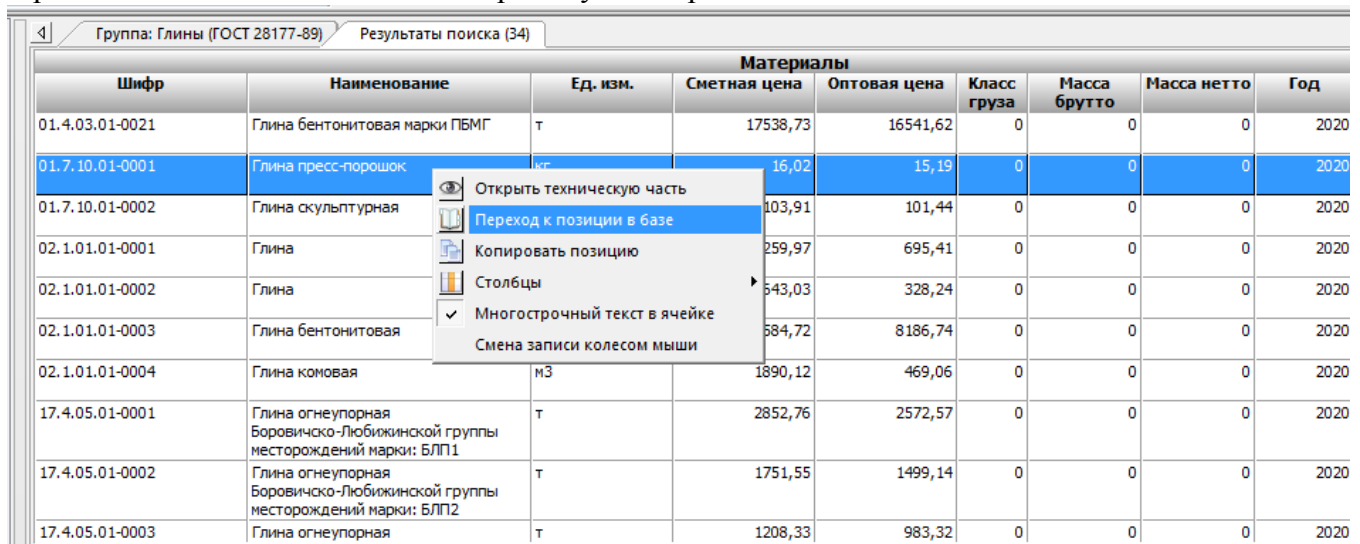 Группа: Глины (ГОСТ 28177-89) Результаты поиска (34)
Материалы
Шифр Наименование Ед. изм. Сметная цена Оптовая цена Класс груза Масса брутто Масса нетто Год
01.4.03.01-0021 Глина бентонитовая марки ПБМГ т 17538,73 16541,62 0 0 0 2020
01.7.10.01-0001 Глина пресс-порошок кг 16,02 15,19 0 0 0 2020
Открыть техническую часть
01.7.10.01-0002 Глина скульптурная 103,91 101,44 0 0 0 2020
Переход к позиции в базе
02.1.01.01-0001 Глина 259,97 695,41 0 0 0 2020
Копировать позицию
02.1.01.01-0002 Глина 543,03 328,24 0 0 0 2020
Столбцы
Многострочный текст в ячейке
02.1.01.01-0003 Глина бентонитовая 584,72 8186,74 0 0 0 2020
Смена записи колесом мыши
02.1.01.01-0004 Глина комовая м3 1890,12 469,06 0 0 0 2020
17.4.05.01-0001 Глина огнеупорная т 2852,76 2572,57 0 0 0 2020
Боровичско-Любижинской группы
месторождений марки: БЛП1
17.4.05.01-0002 Глина огнеупорная т 1751,55 1499,14 0 0 0 2020
Боровичско-Любижинской группы
месторождений марки: БЛП2
17.4.05.01-0003 Глина огнеупорная т 1208,33 983,32 0 0 0 2020